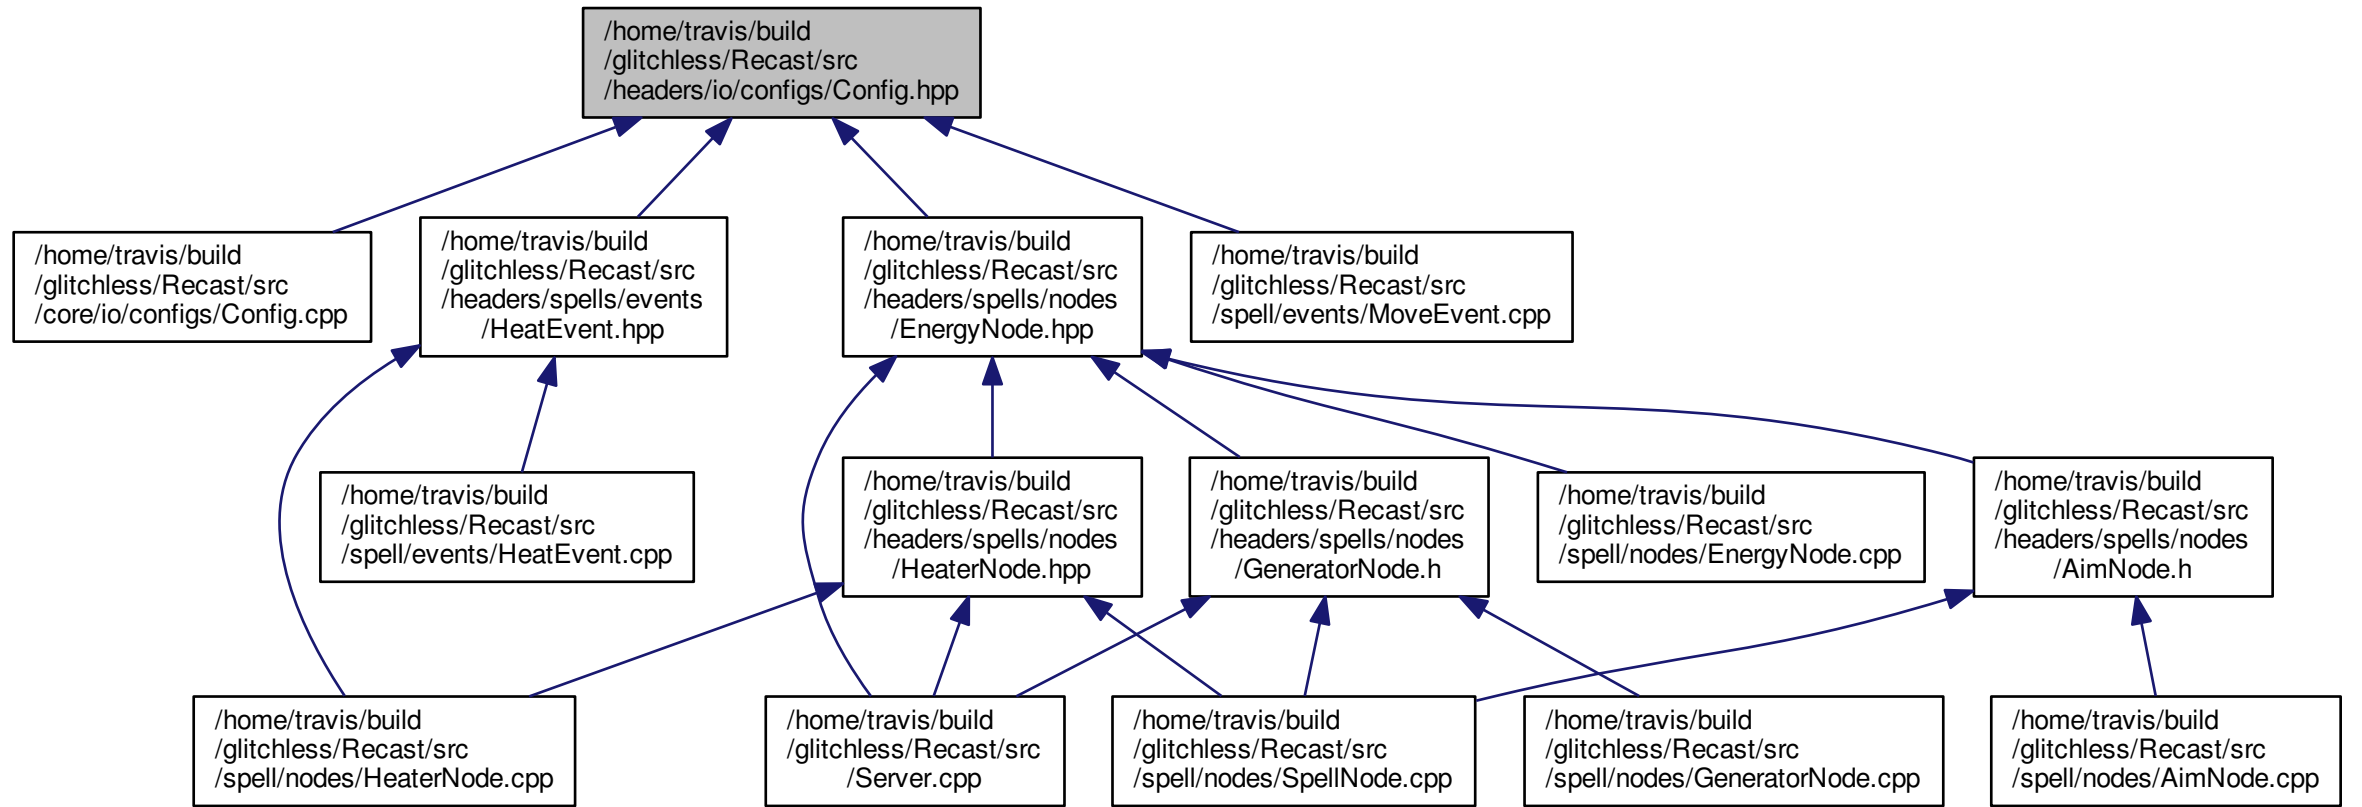 /home/travis/build
/glitchless/Recast/src
/headers/io/configs/Config.hpp
/home/travis/build
/glitchless/Recast/src
/core/io/configs/Config.cpp
/home/travis/build
/glitchless/Recast/src
/headers/spells/events
/HeatEvent.hpp
/home/travis/build
/glitchless/Recast/src
/headers/spells/nodes
/EnergyNode.hpp
/home/travis/build
/glitchless/Recast/src
/spell/events/MoveEvent.cpp
/home/travis/build
/glitchless/Recast/src
/spell/events/HeatEvent.cpp
/home/travis/build
/glitchless/Recast/src
/headers/spells/nodes
/HeaterNode.hpp
/home/travis/build
/glitchless/Recast/src
/headers/spells/nodes
/GeneratorNode.h
/home/travis/build
/glitchless/Recast/src
/spell/nodes/EnergyNode.cpp
/home/travis/build
/glitchless/Recast/src
/headers/spells/nodes
/AimNode.h
/home/travis/build
/glitchless/Recast/src
/spell/nodes/HeaterNode.cpp
/home/travis/build
/glitchless/Recast/src
/Server.cpp
/home/travis/build
/glitchless/Recast/src
/spell/nodes/SpellNode.cpp
/home/travis/build
/glitchless/Recast/src
/spell/nodes/GeneratorNode.cpp
/home/travis/build
/glitchless/Recast/src
/spell/nodes/AimNode.cpp